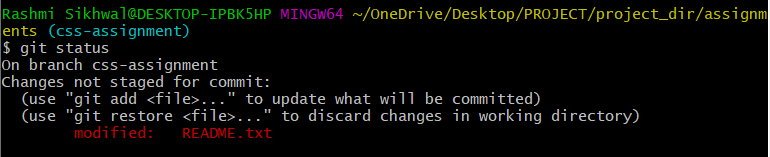 Rashmi Sikhwal@DESKTOP-IPBK5HP MINGW64 ~/OneDrive/Desktop/PROJECT/project_dir/assignm
ents (css-assignment)
$ git status
On branch css-assignment
Changes not staged for commit:
  (use "git add <file>..." to update what will be committed)
  (use "git restore <file>..." to discard changes in working directory)
        modified:   README.txt